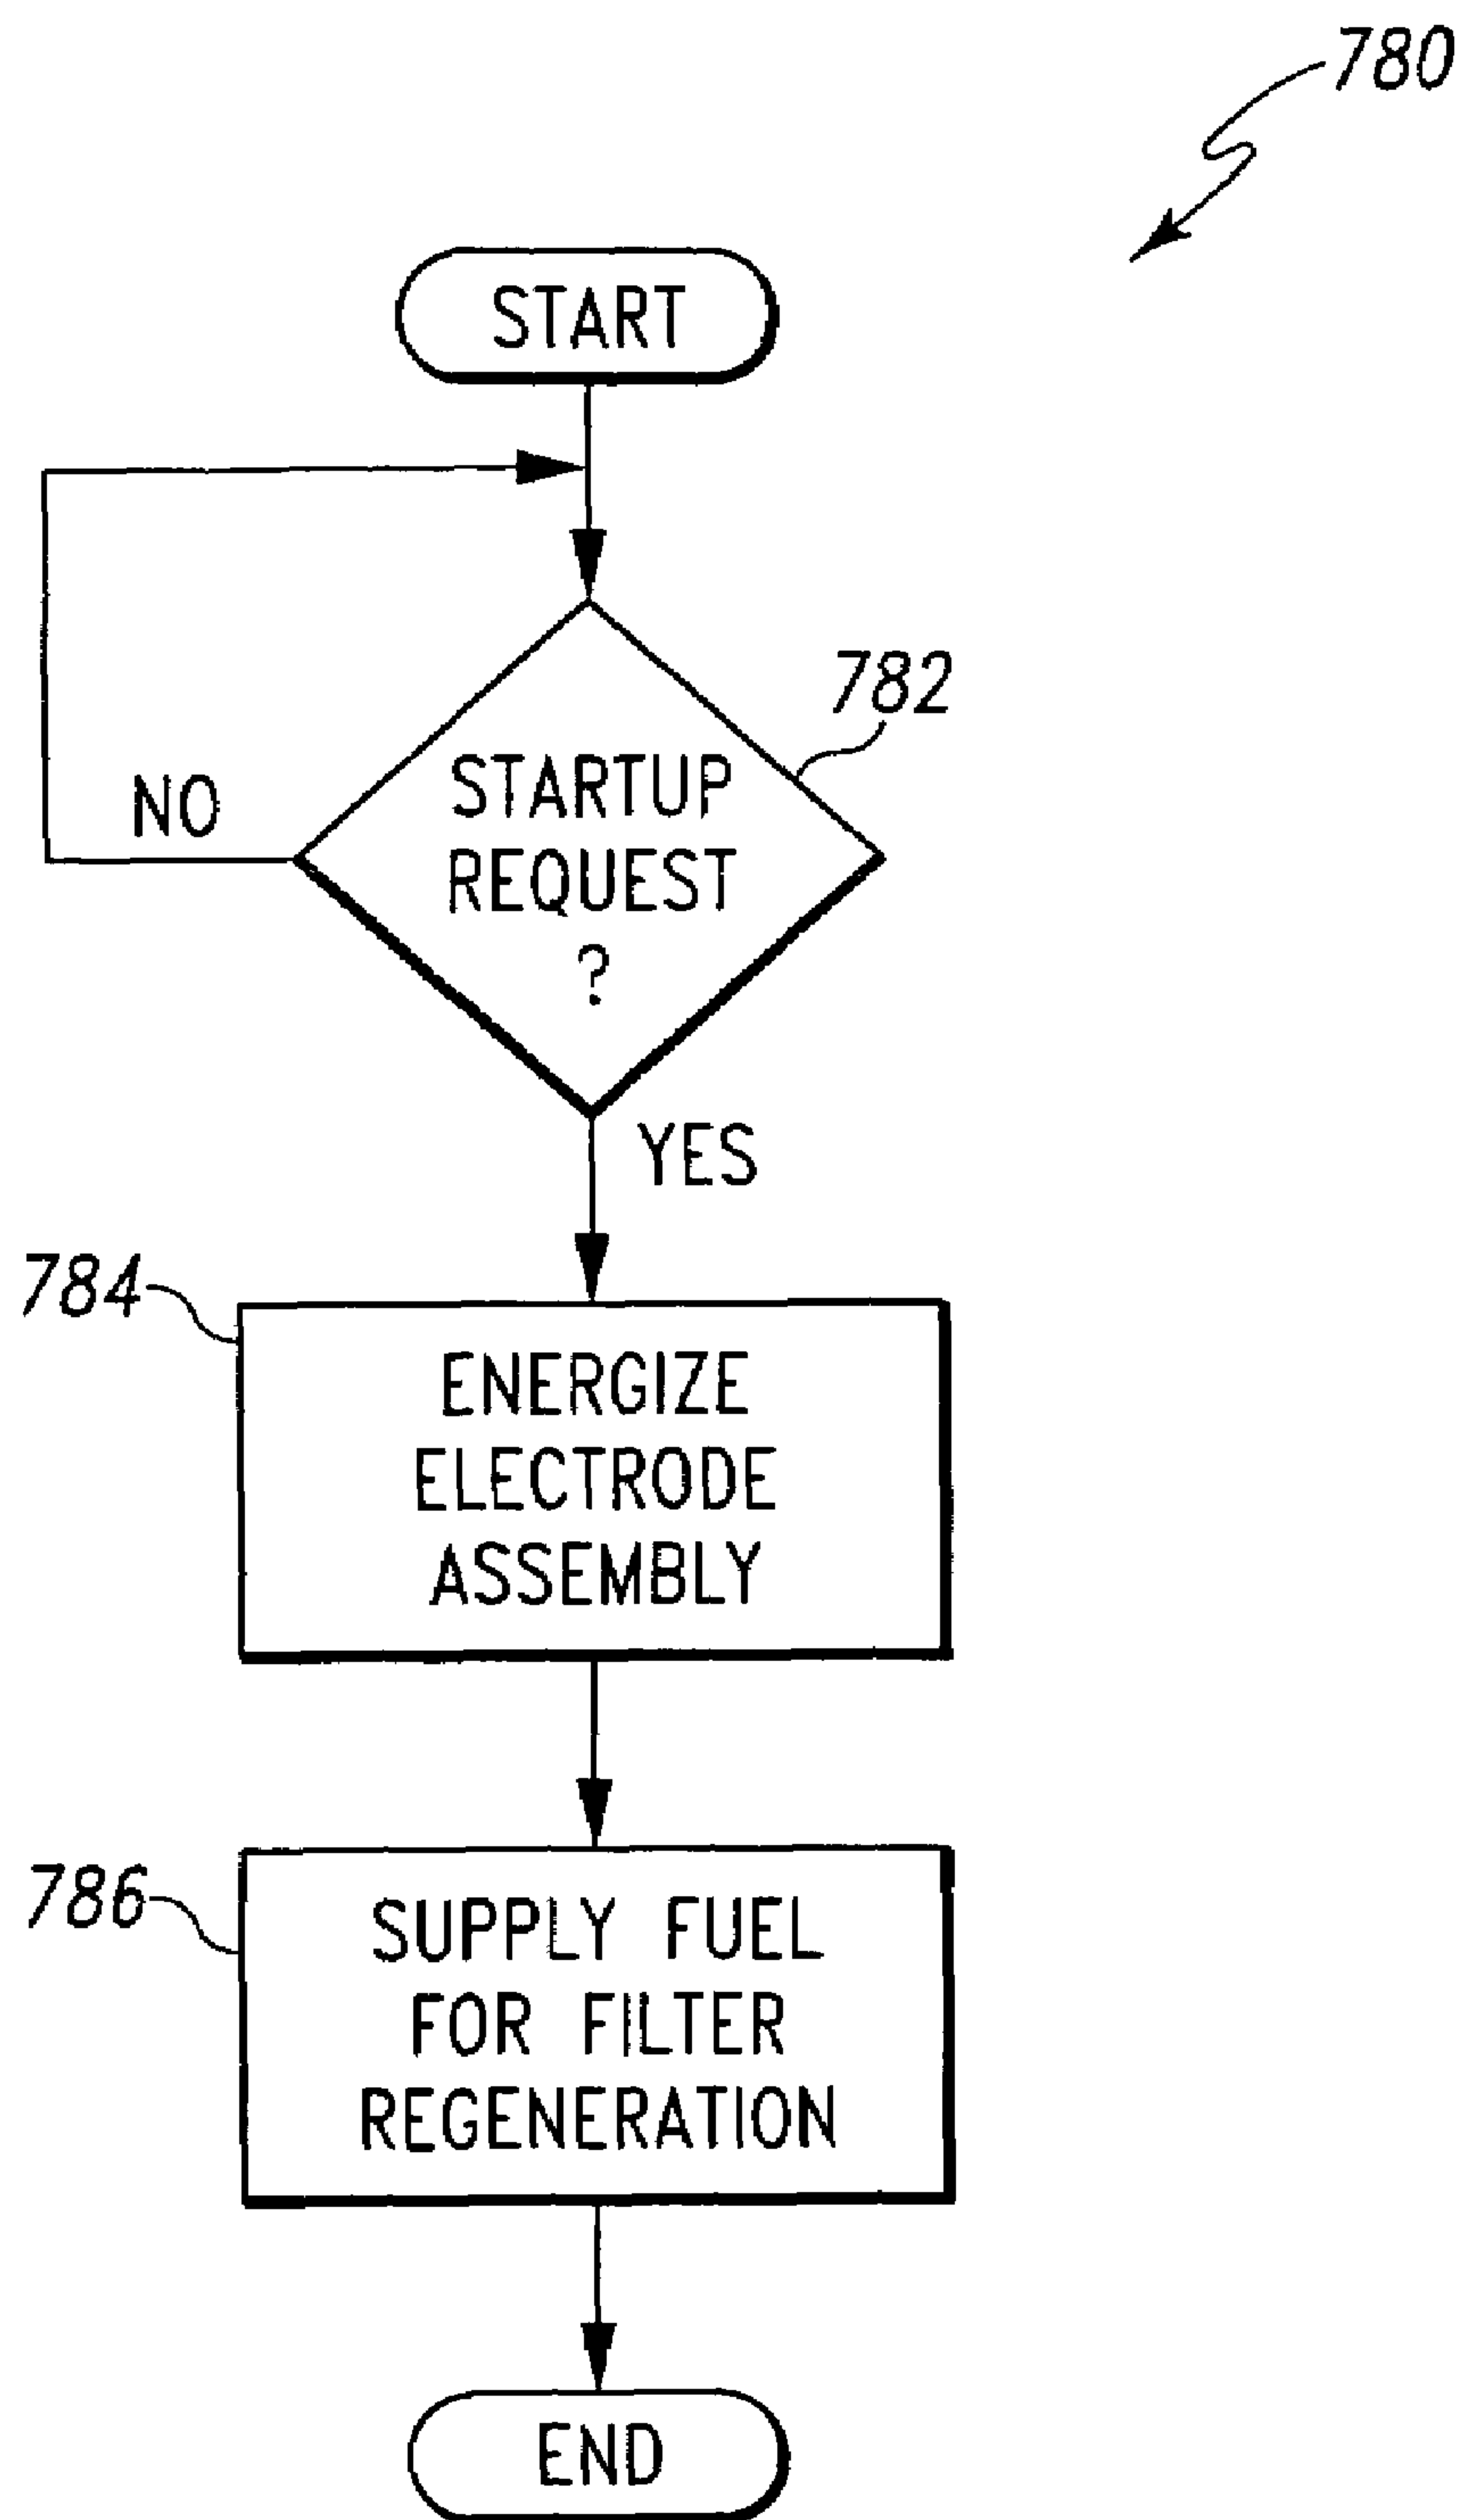 780
START
782
STARTUP
REQUEST
?
NO
YES
784
ENERGIZE
ELECTRODE
ASSEMBLY
786
SUPPLY FUEL
FOR FILTER
REGENERATION
END